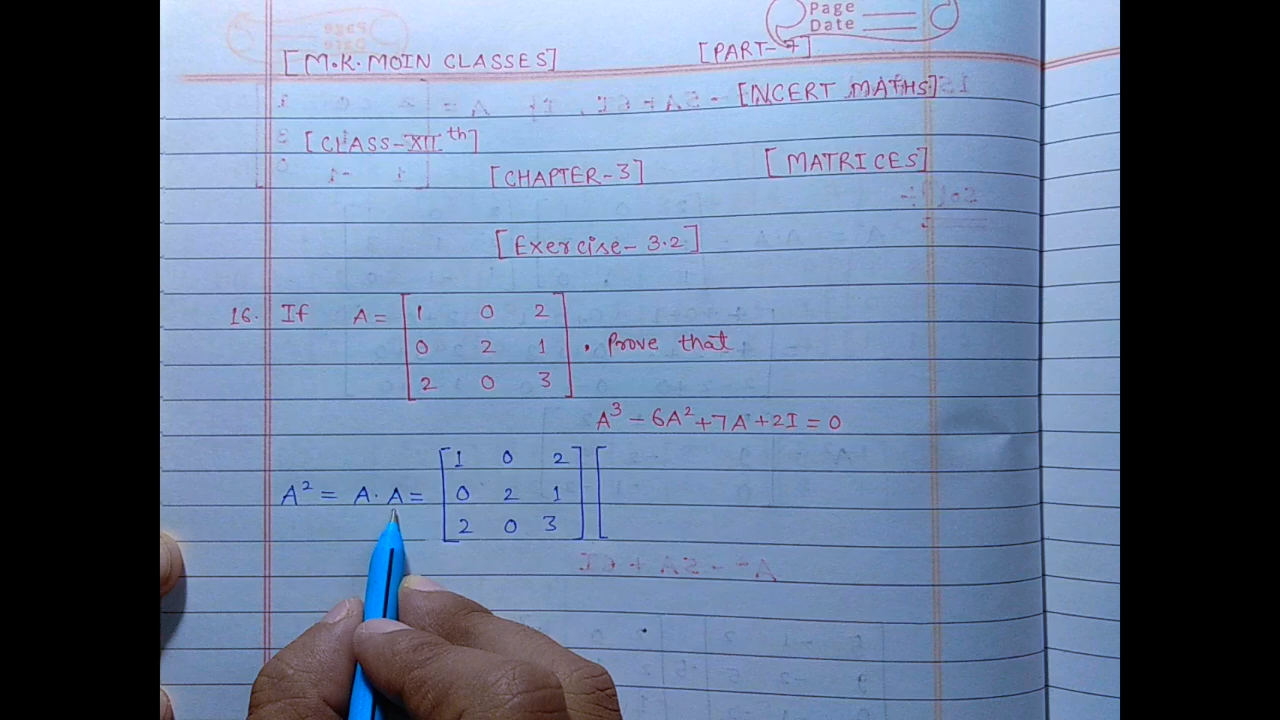 Page
Date
[M.K. MOIN CLASSES] [PART-7]
[NCERT MATHS]
[CLASS-XIIth]
[CHAPTER-3] [MATRICES]
[Exercise-3.2]
16. If A = [1 0 2
0 2 1
2 0 3]. Prove that
A³ - 6A² + 7A + 2I = 0
A² = A·A = [1 0 2
0 2 1
2 0 3] [